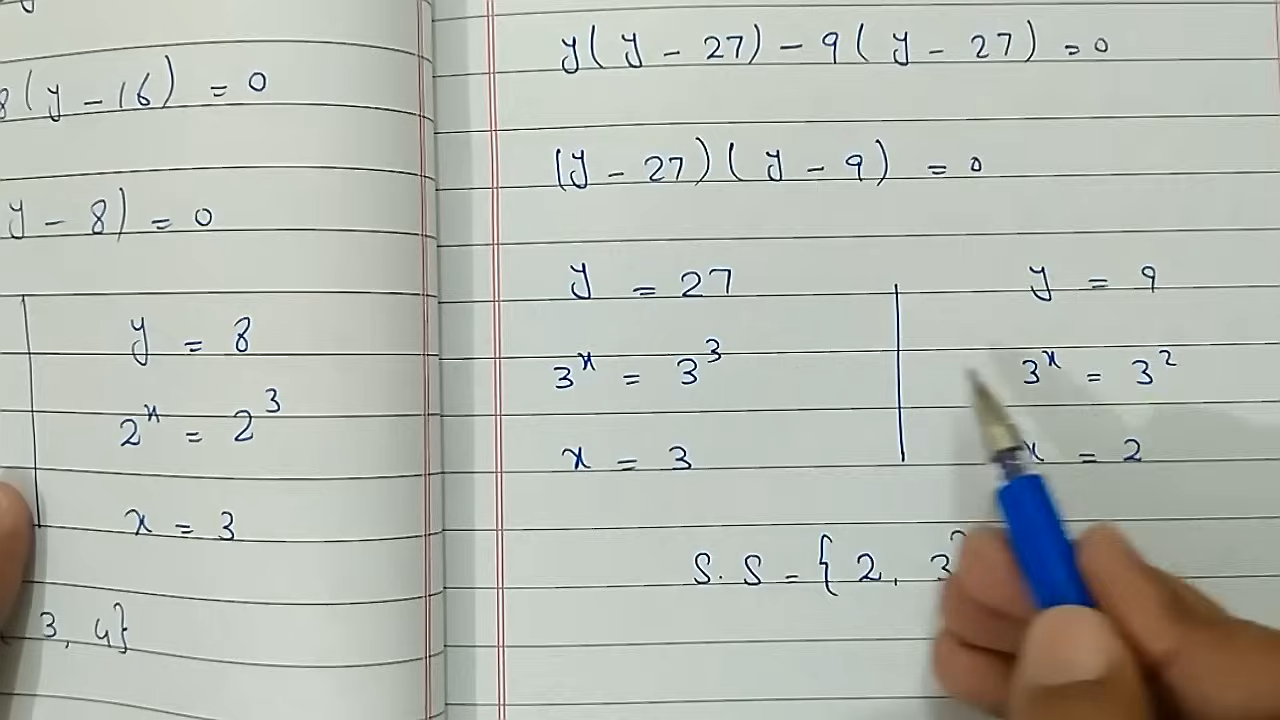 8(y - 16) = 0
y - 8) = 0
y = 8
2^x = 2^3
x = 3
3, 4}
y(y - 27) - 9(y - 27) = 0
(y - 27)(y - 9) = 0
y = 27
3^x = 3^3
x = 3
y = 9
3^x = 3^2
x = 2
S.S = {2, 3